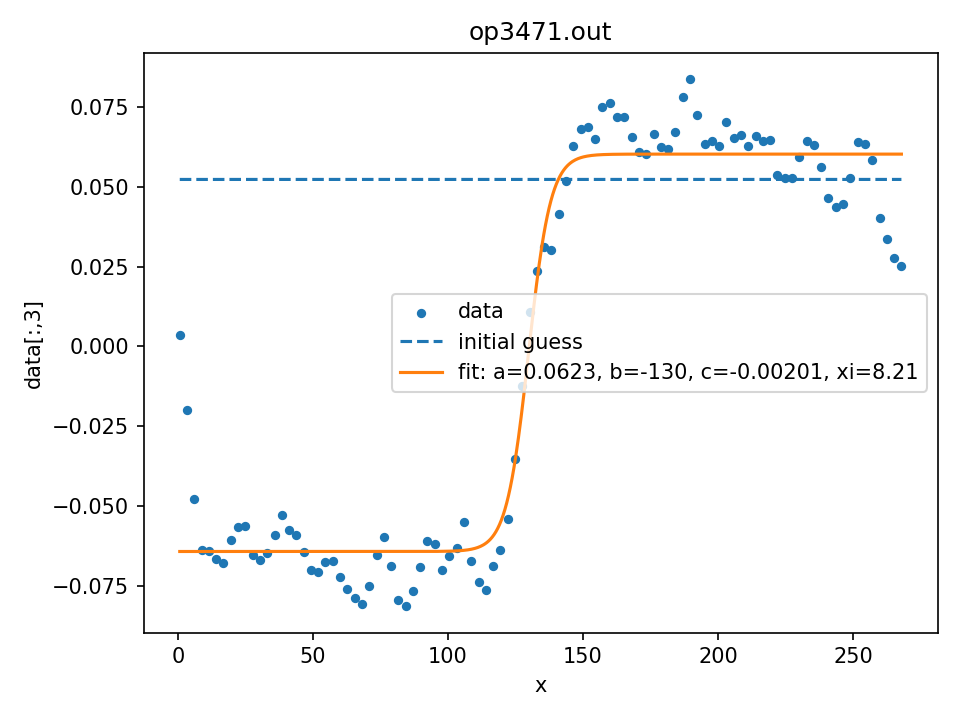 op3471.out
0.075
0.050
0.025
0.000
−0.025
−0.050
−0.075
data[:,3]
data
initial guess
fit: a=0.0623, b=-130, c=-0.00201, xi=8.21
0 50 100 150 200 250
x